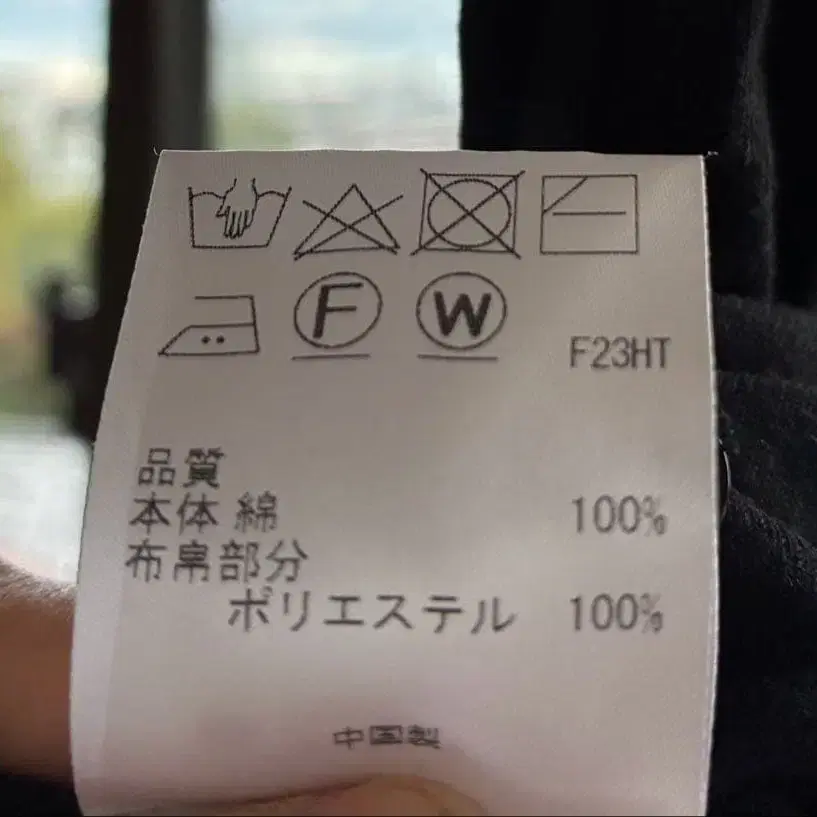 F W F23HT
品質
本体 綿 100%
布帛部分
ポリエステル 100%
中国製